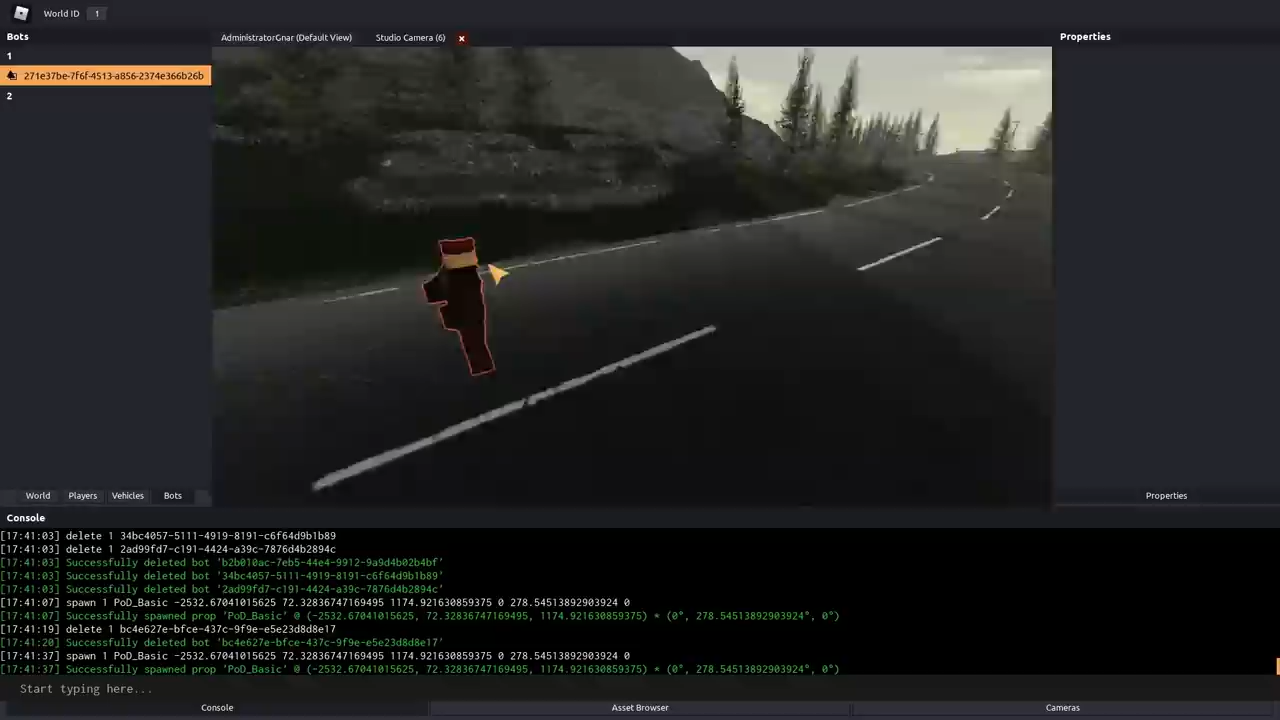 World ID 1
Bots
AdministratorGnar (Default View) Studio Camera (6) x
Properties
1
271e37be-7f6f-4513-a856-2374e366b26b
2
World Players Vehicles Bots
Properties
Console
[17:41:03] delete 1 34bc4057-5111-4919-8191-c6f64d9b1b89
[17:41:03] delete 1 2ad99fd7-c191-4424-a39c-7876d4b2894c
[17:41:03] Successfully deleted bot 'b2b010ac-7eb5-44e4-9912-9a9d4b02b4bf'
[17:41:03] Successfully deleted bot '34bc4057-5111-4919-8191-c6f64d9b1b89'
[17:41:03] Successfully deleted bot '2ad99fd7-c191-4424-a39c-7876d4b2894c'
[17:41:07] spawn 1 PoD_Basic -2532.67041015625 72.32836747169495 1174.921630859375 0 278.54513892903924 0
[17:41:07] Successfully spawned prop 'PoD_Basic' @ (-2532.67041015625, 72.32836747169495, 1174.921630859375) * (0°, 278.54513892903924°, 0°)
[17:41:19] delete 1 bc4e627e-bfce-437c-9f9e-e5e23d8d8e17
[17:41:20] Successfully deleted bot 'bc4e627e-bfce-437c-9f9e-e5e23d8d8e17'
[17:41:37] spawn 1 PoD_Basic -2532.67041015625 72.32836747169495 1174.921630859375 0 278.54513892903924 0
[17:41:37] Successfully spawned prop 'PoD_Basic' @ (-2532.67041015625, 72.32836747169495, 1174.921630859375) * (0°, 278.54513892903924°, 0°)
Start typing here...
Console Asset Browser Cameras